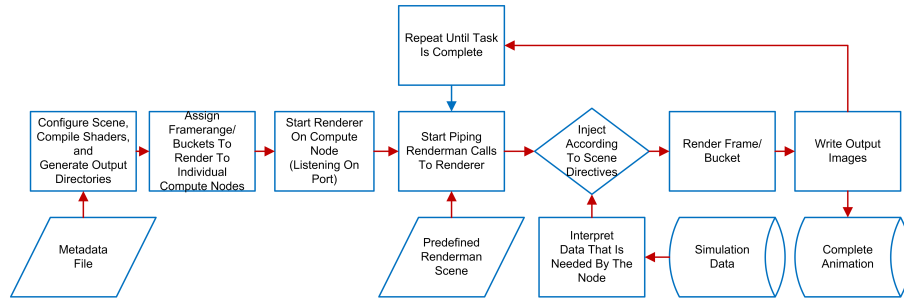 Repeat Until Task
Is Complete
Configure Scene,
Compile Shaders,
and
Generate Output
Directories
Assign
Framerange/
Buckets To
Render To
Individual
Compute Nodes
Start Renderer
On Compute
Node
(Listening On
Port)
Start Piping
Renderman Calls
To Renderer
Inject
According
To Scene
Directives
Render Frame/
Bucket
Write Output
Images
Metadata
File
Predefined
Renderman
Scene
Interpret
Data That Is
Needed By The
Node
Simulation
Data
Complete
Animation